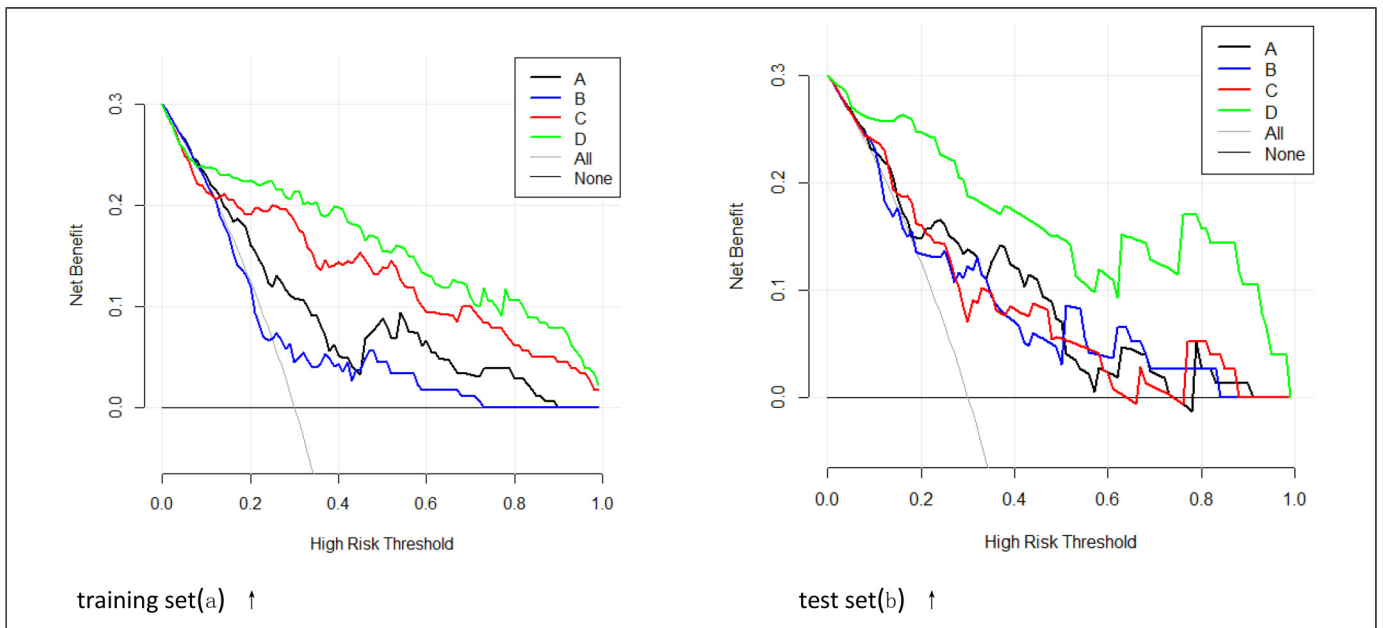 A
B
C
D
All
None
0.3
0.2
0.1
0.0
Net Benefit
0.0 0.2 0.4 0.6 0.8 1.0
High Risk Threshold
training set(a) ↑
A
B
C
D
All
None
0.3
0.2
0.1
0.0
Net Benefit
0.0 0.2 0.4 0.6 0.8 1.0
High Risk Threshold
test set(b) ↑